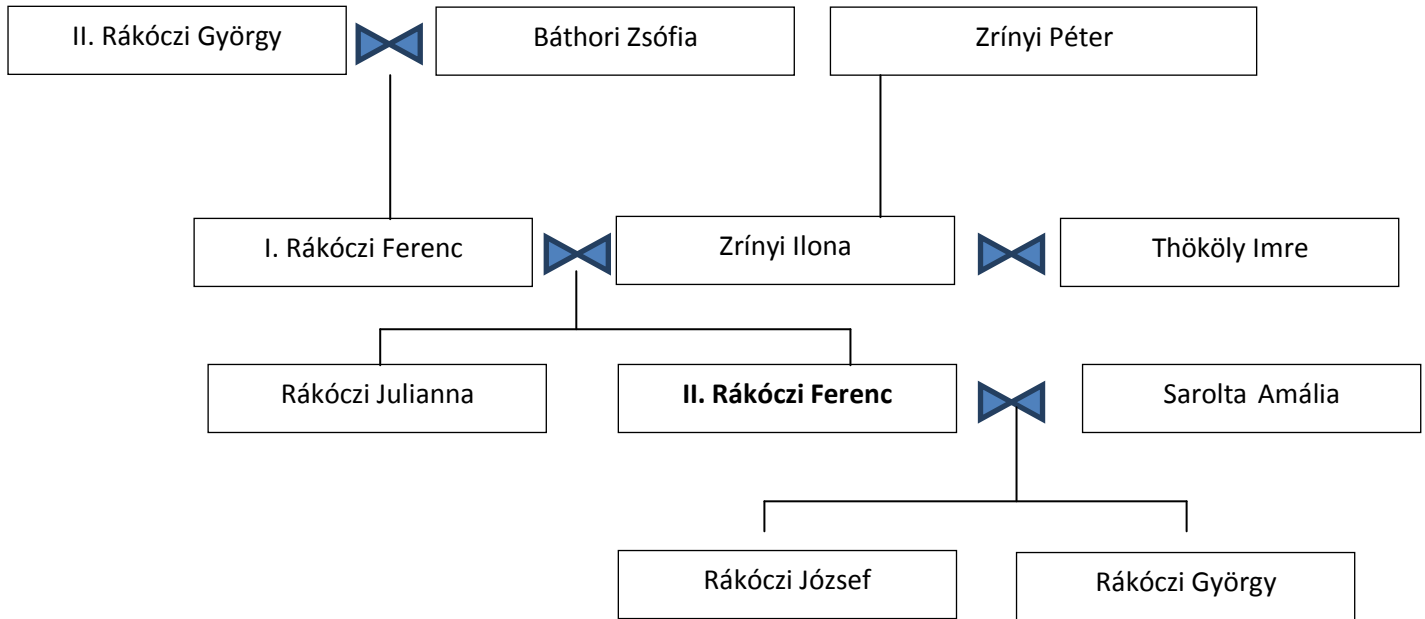 II. Rákóczi György
Báthori Zsófia
Zrínyi Péter
I. Rákóczi Ferenc
Zrínyi Ilona
Thököly Imre
Rákóczi Julianna
II. Rákóczi Ferenc
Sarolta Amália
Rákóczi József
Rákóczi György